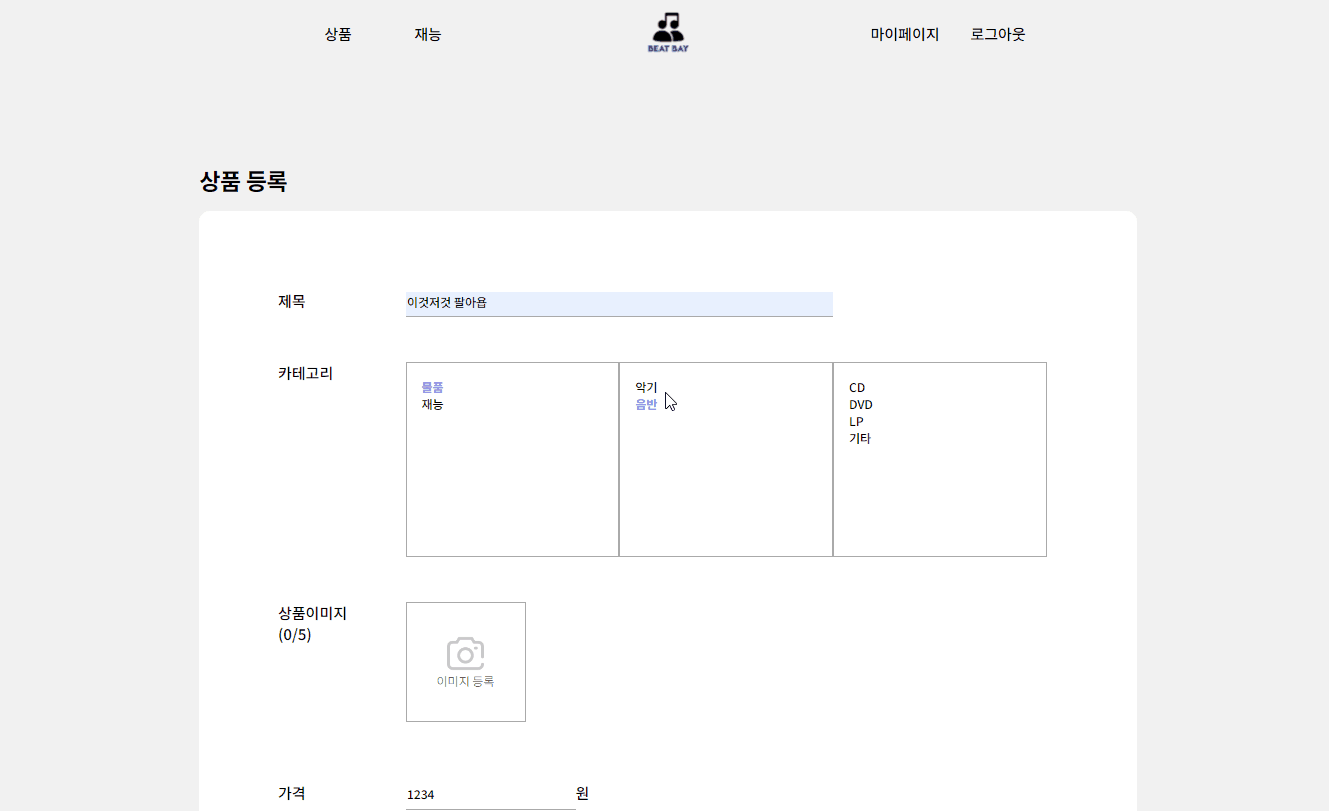 상품 재능 BEAT BAY 마이페이지 로그아웃
상품 등록
제목 이것저것 팔아욥
카테고리
물품
재능
악기
음반
CD
DVD
LP
기타
상품이미지
(0/5)
이미지 등록
가격 1234 원